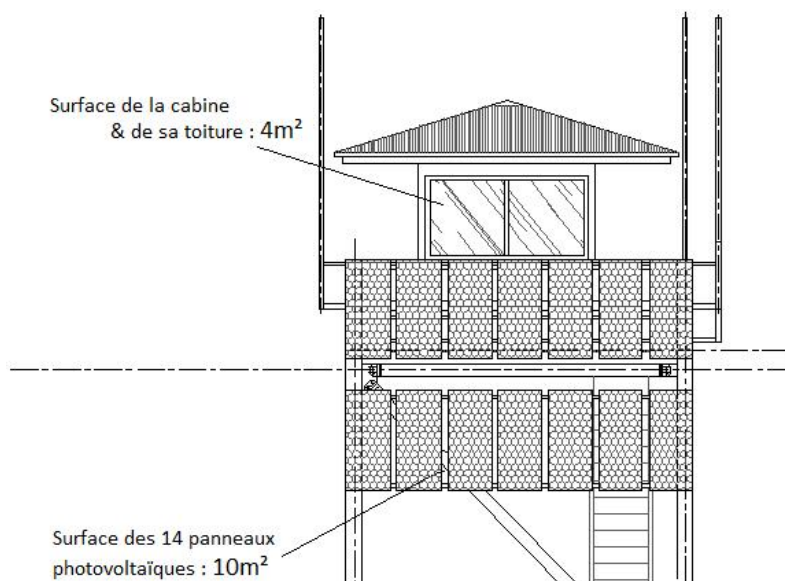 Surface de la cabine
& de sa toiture : 4m²
Surface des 14 panneaux
photovoltaïques : 10m²